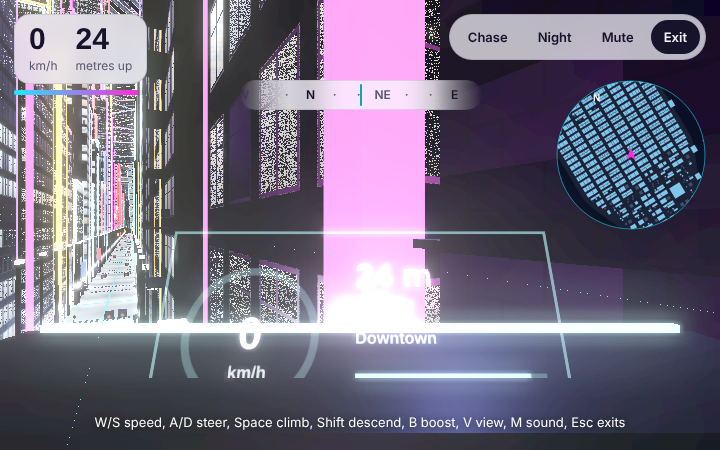 0 24
km/h metres up
Chase Night Mute Exit
N NE E
N
24 m
0
Downtown
km/h
W/S speed, A/D steer, Space climb, Shift descend, B boost, V view, M sound, Esc exits